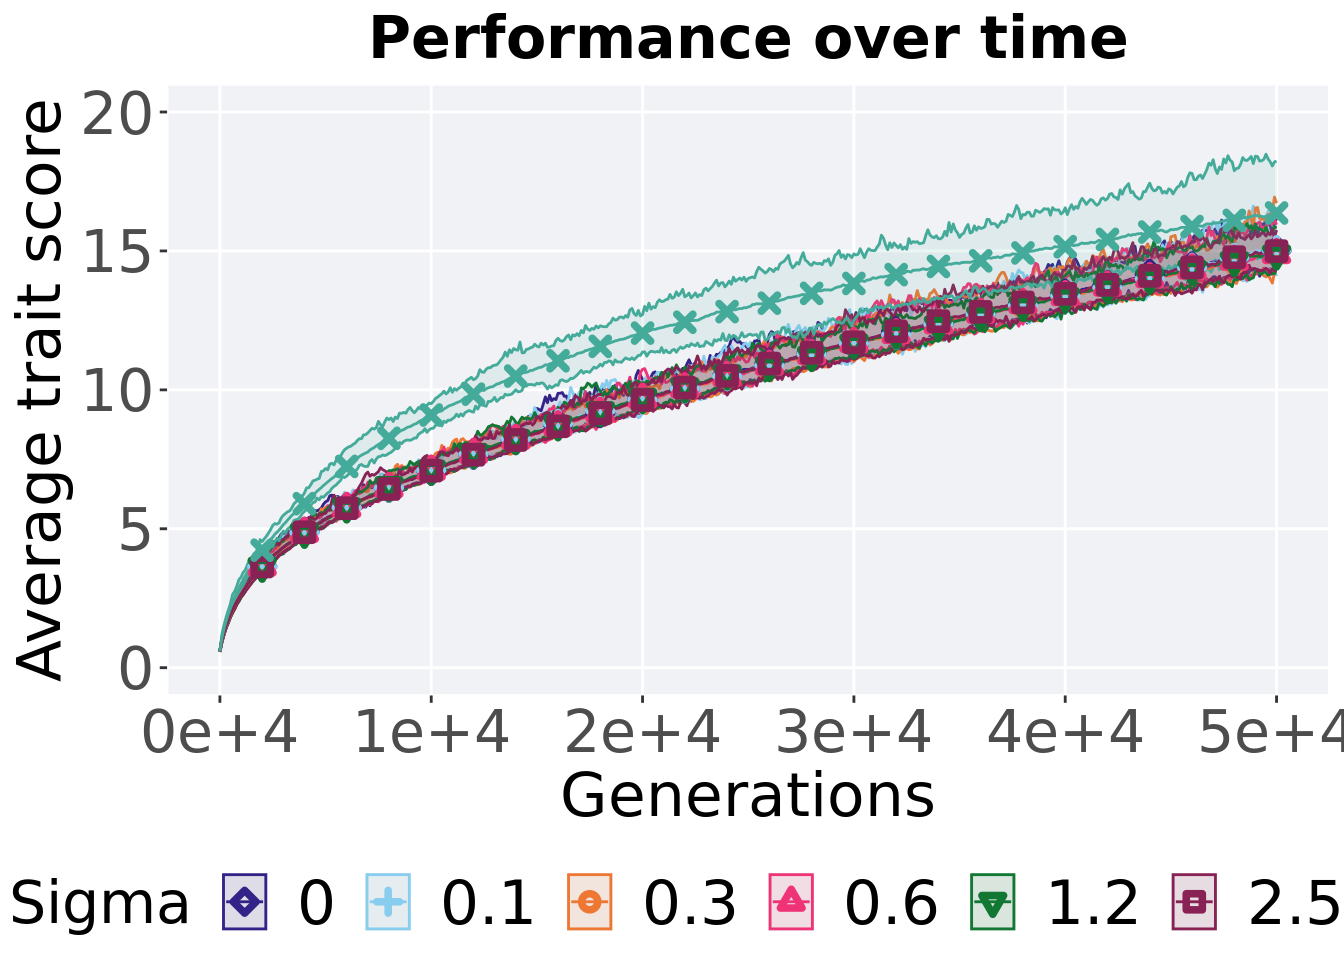 Performance over time
Average trait score
20
15
10
5
0
0e+4 1e+4 2e+4 3e+4 4e+4 5e+4
Generations
Sigma 0 0.1 0.3 0.6 1.2 2.5